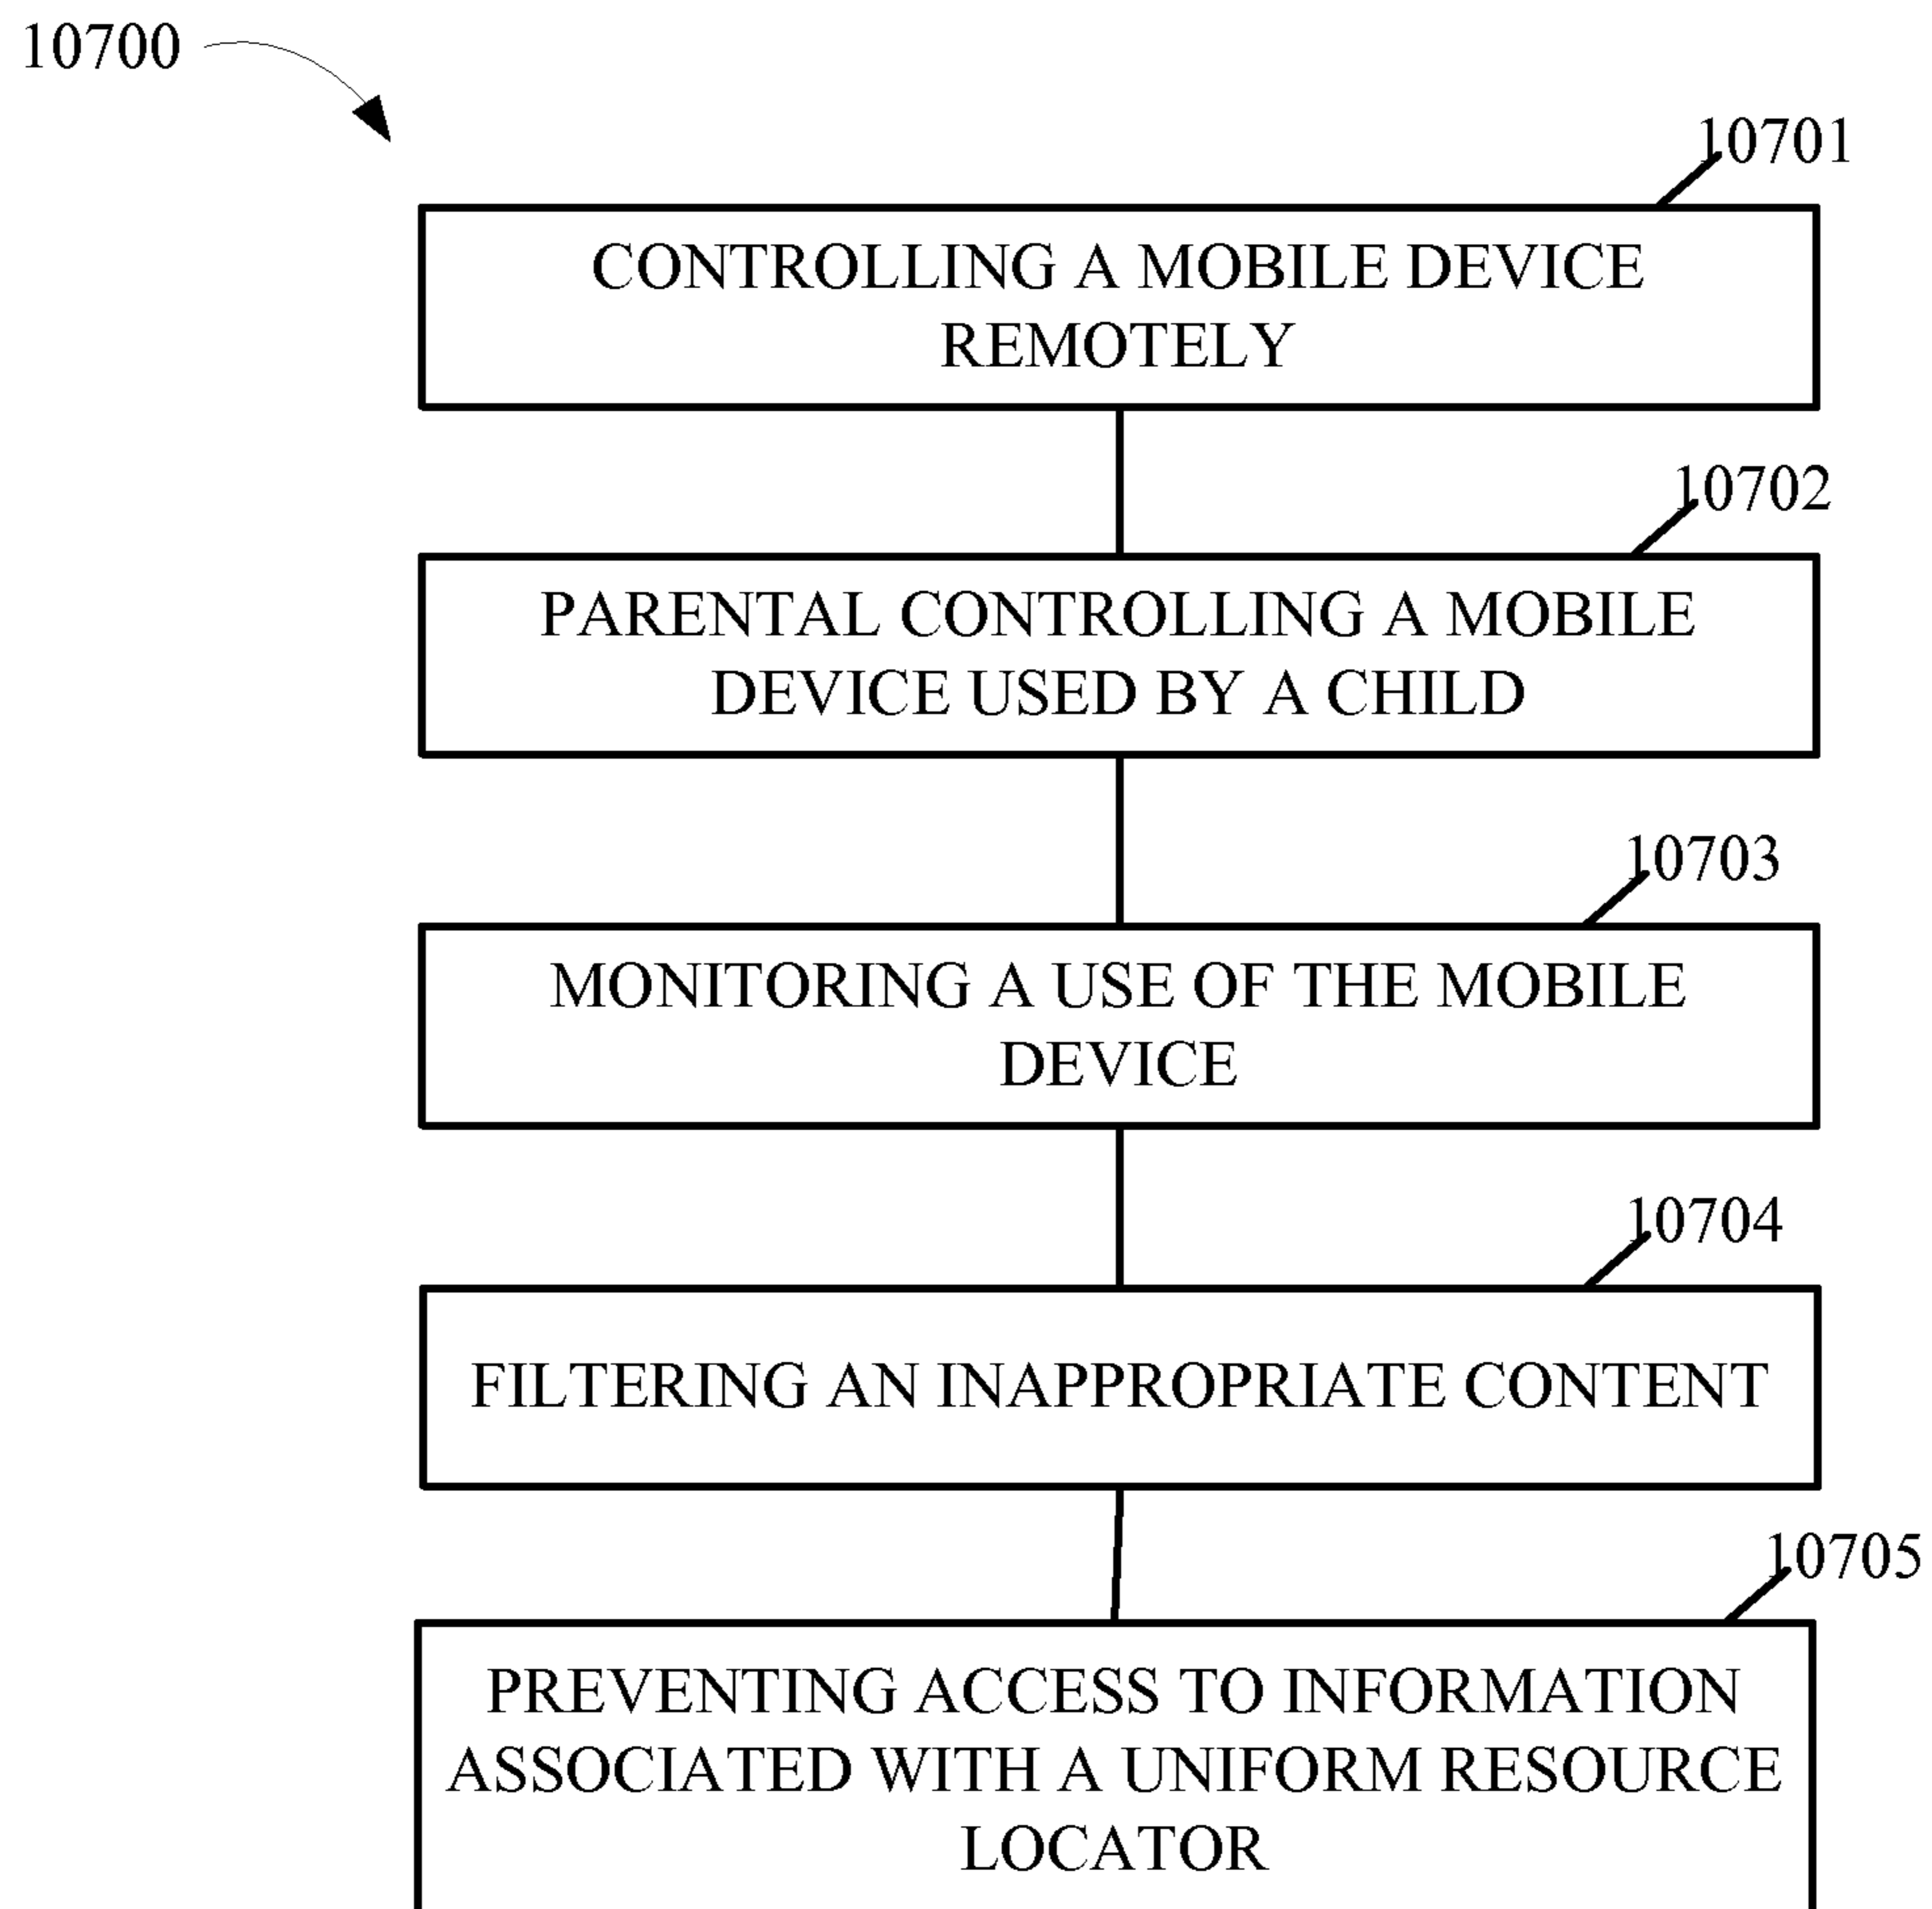 10700
10701
CONTROLLING A MOBILE DEVICE
REMOTELY
10702
PARENTAL CONTROLLING A MOBILE
DEVICE USED BY A CHILD
10703
MONITORING A USE OF THE MOBILE
DEVICE
10704
FILTERING AN INAPPROPRIATE CONTENT
10705
PREVENTING ACCESS TO INFORMATION
ASSOCIATED WITH A UNIFORM RESOURCE
LOCATOR